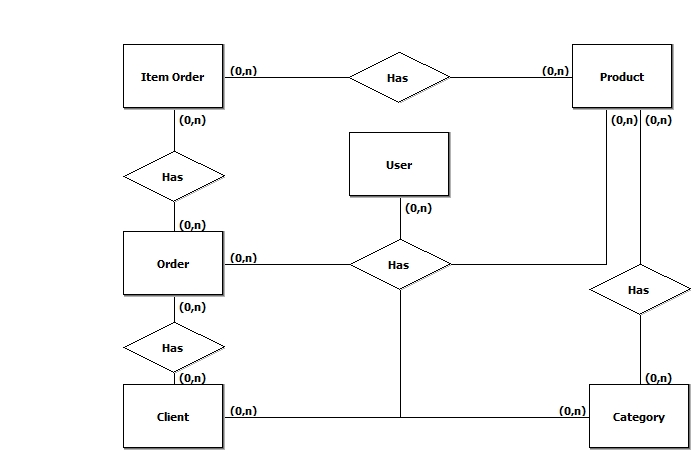 Item Order
(0,n)
Has
(0,n)
Product
(0,n)
(0,n)
(0,n)
User
Has
(0,n)
(0,n)
Order
(0,n)
Has
Has
(0,n)
Has
(0,n)
(0,n)
Client
(0,n)
(0,n)
Category